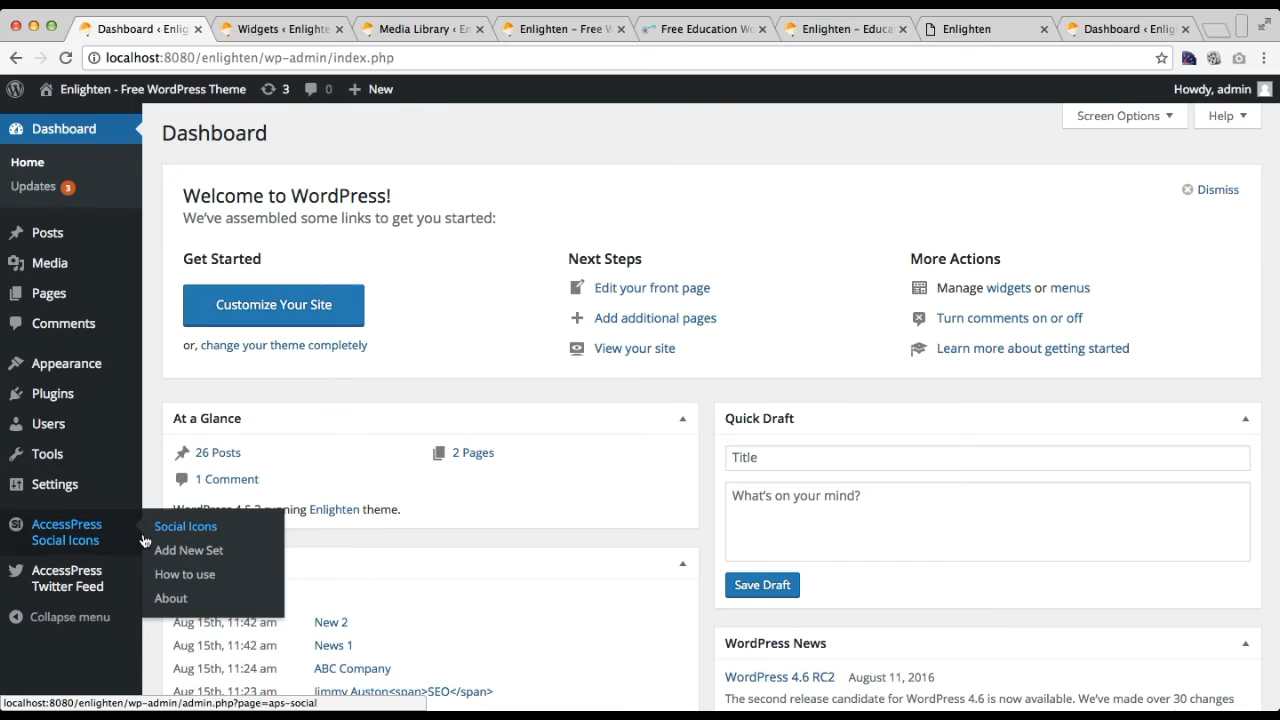 Dashboard ‹ Enlig
Widgets ‹ Enlighte
Media Library ‹ En
Enlighten – Free W
Free Education Wo
Enlighten – Educa
Enlighten
Dashboard ‹ Enlig
localhost:8080/enlighten/wp-admin/index.php
Enlighten - Free WordPress Theme
3
0
New
Howdy, admin
Dashboard
Home
Updates 3
Posts
Media
Pages
Comments
Appearance
Plugins
Users
Tools
Settings
AccessPress
Social Icons
AccessPress
Twitter Feed
Collapse menu
Social Icons
Add New Set
How to use
About
Screen Options
Help
Dashboard
Welcome to WordPress!
We've assembled some links to get you started:
Dismiss
Get Started
Customize Your Site
or, change your theme completely
Next Steps
Edit your front page
Add additional pages
View your site
More Actions
Manage widgets or menus
Turn comments on or off
Learn more about getting started
At a Glance
26 Posts
2 Pages
1 Comment
running Enlighten theme.
Aug 15th, 11:42 am New 2
Aug 15th, 11:42 am News 1
Aug 15th, 11:24 am ABC Company
Aug 15th, 11:23 am Jimmy Auston<span>SEO</span>
Quick Draft
Title
What's on your mind?
Save Draft
WordPress News
WordPress 4.6 RC2 August 11, 2016
The second release candidate for WordPress 4.6 is now available. We've made over 30 changes
localhost:8080/enlighten/wp-admin/admin.php?page=aps-social